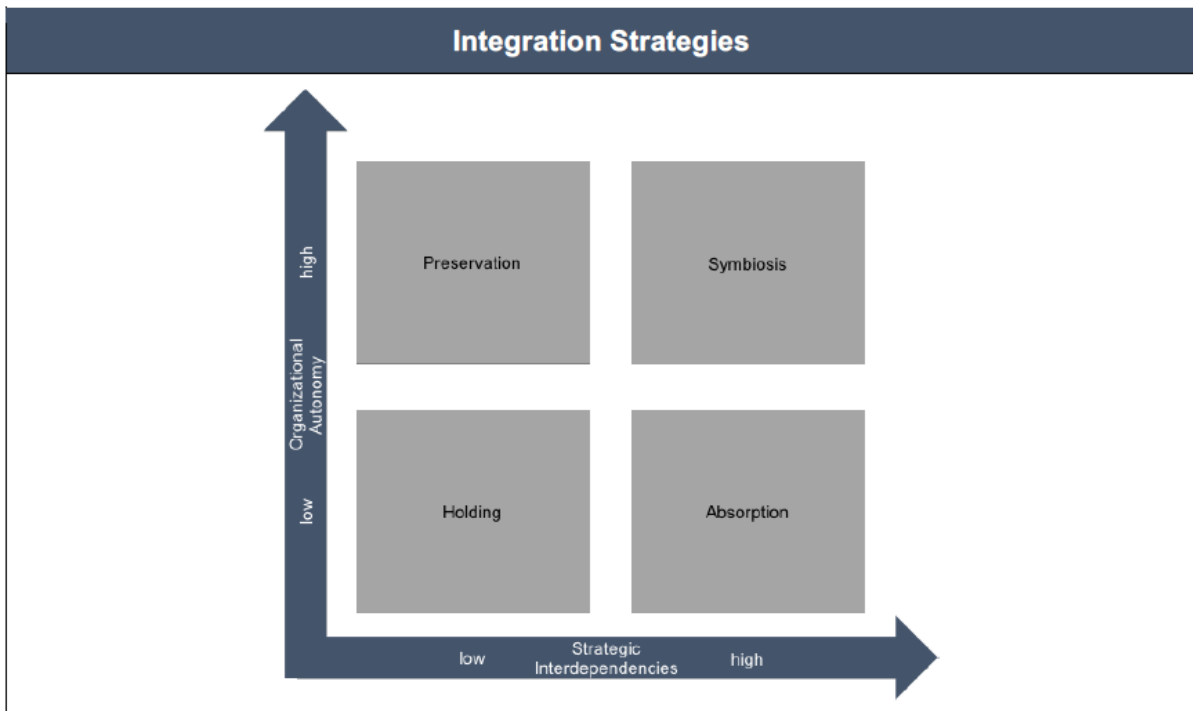 Integration Strategies
high
Preservation
Symbiosis
Organizational
Autonomy
low
Holding
Absorption
low
Strategic
Interdependencies
high